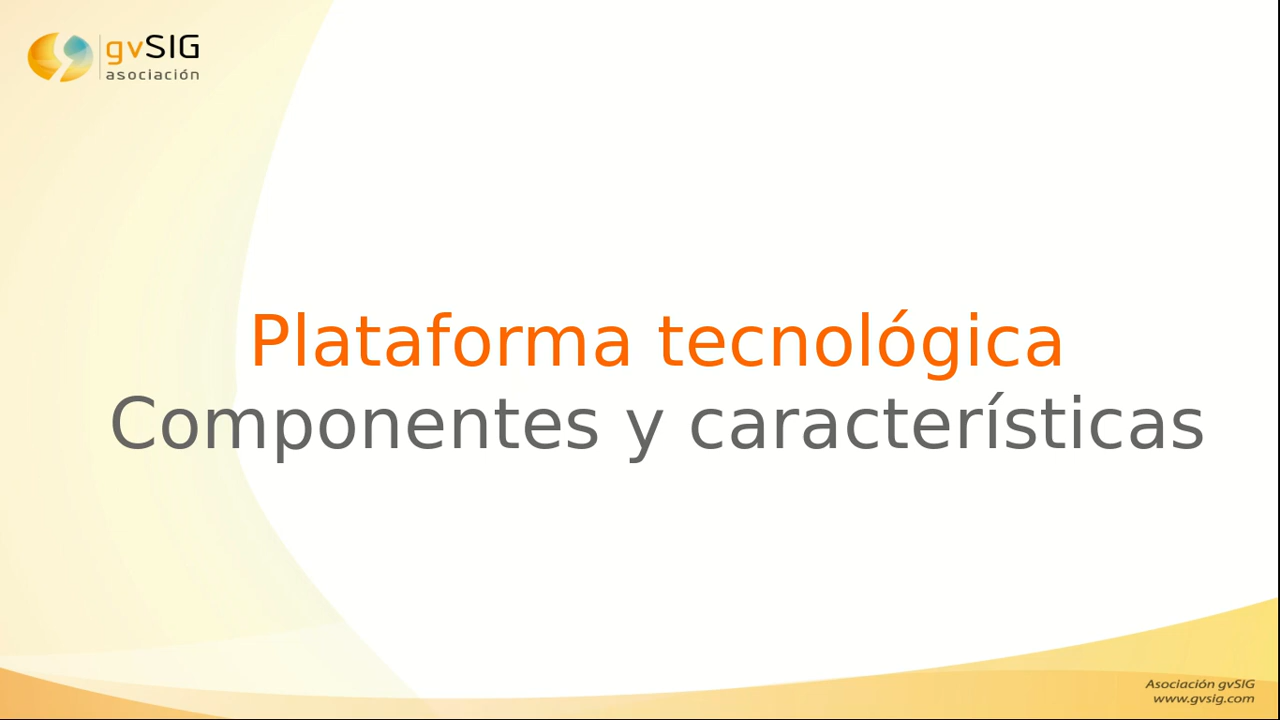 gvSIG
asociación
Plataforma tecnológica
Componentes y características
Asociación gvSIG
www.gvsig.com